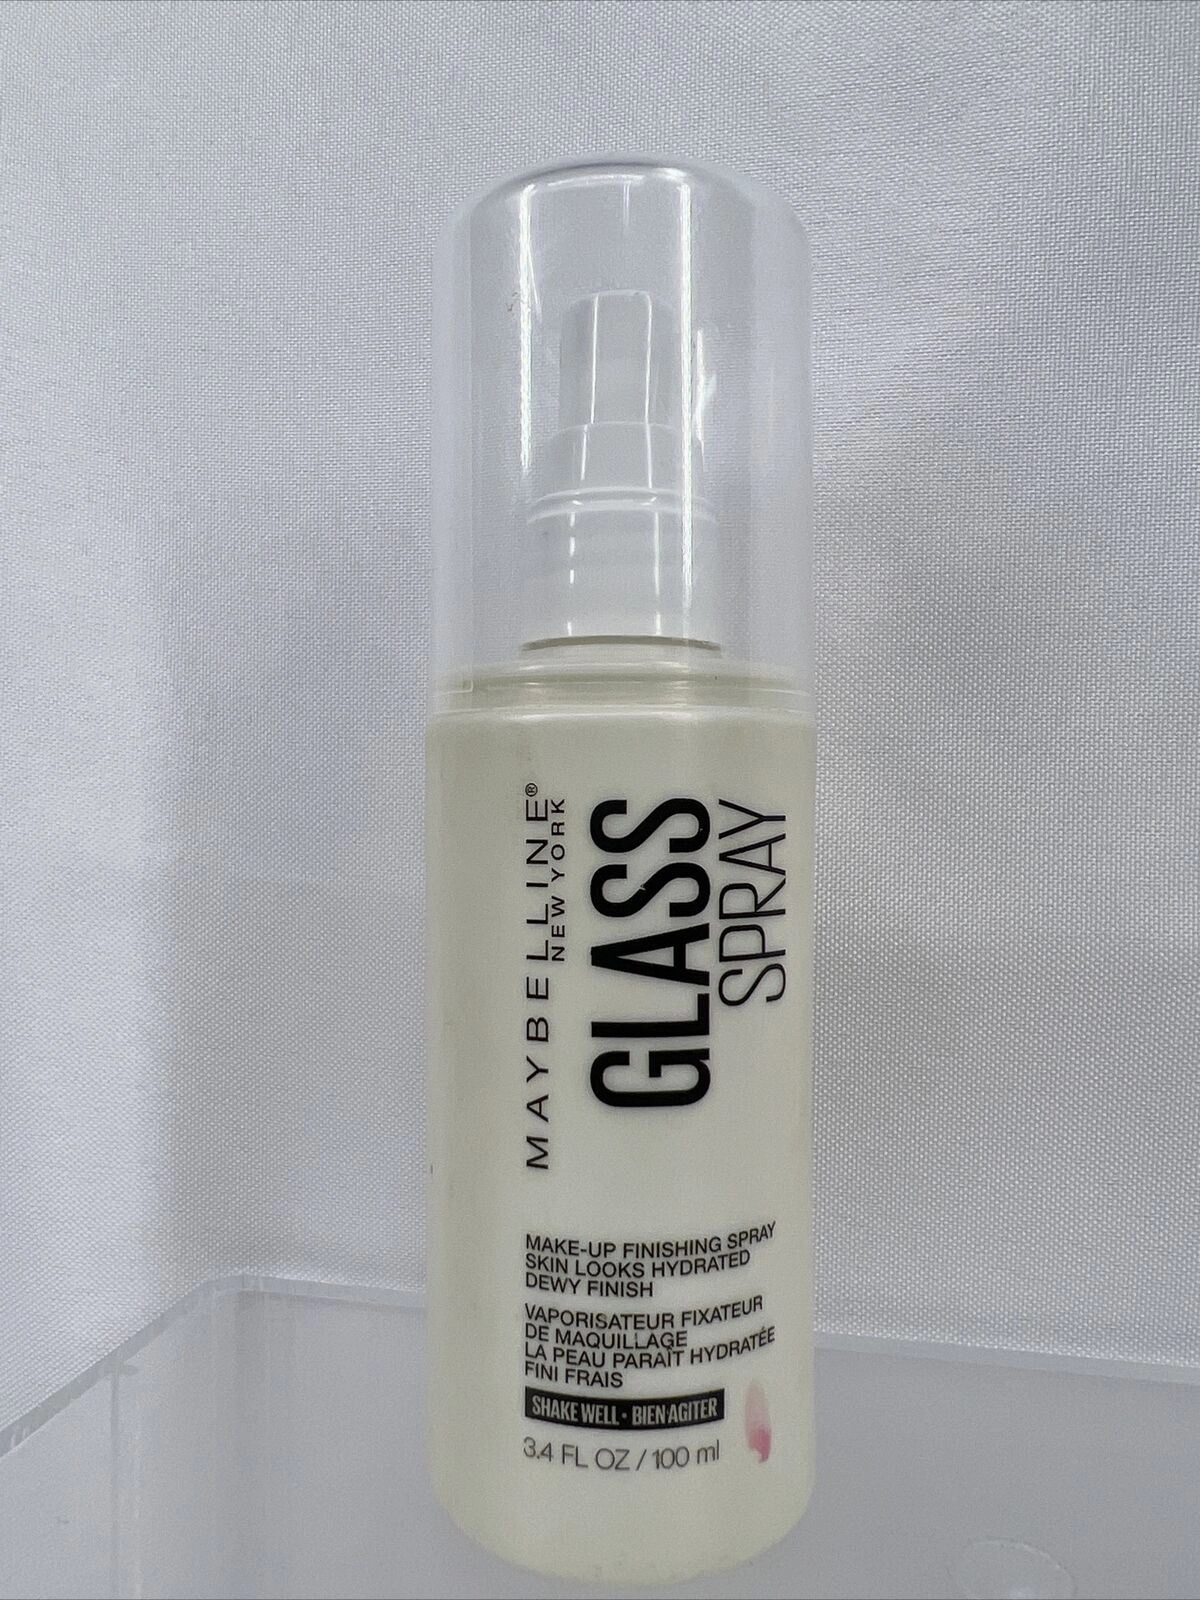 MAYBELLINE®
NEW YORK
GLASS
SPRAY
MAKE-UP FINISHING SPRAY
SKIN LOOKS HYDRATED
DEWY FINISH
VAPORISATEUR FIXATEUR
DE MAQUILLAGE
LA PEAU PARAÎT HYDRATÉE
FINI FRAIS
SHAKE WELL • BIEN AGITER
3.4 FL OZ / 100 ml